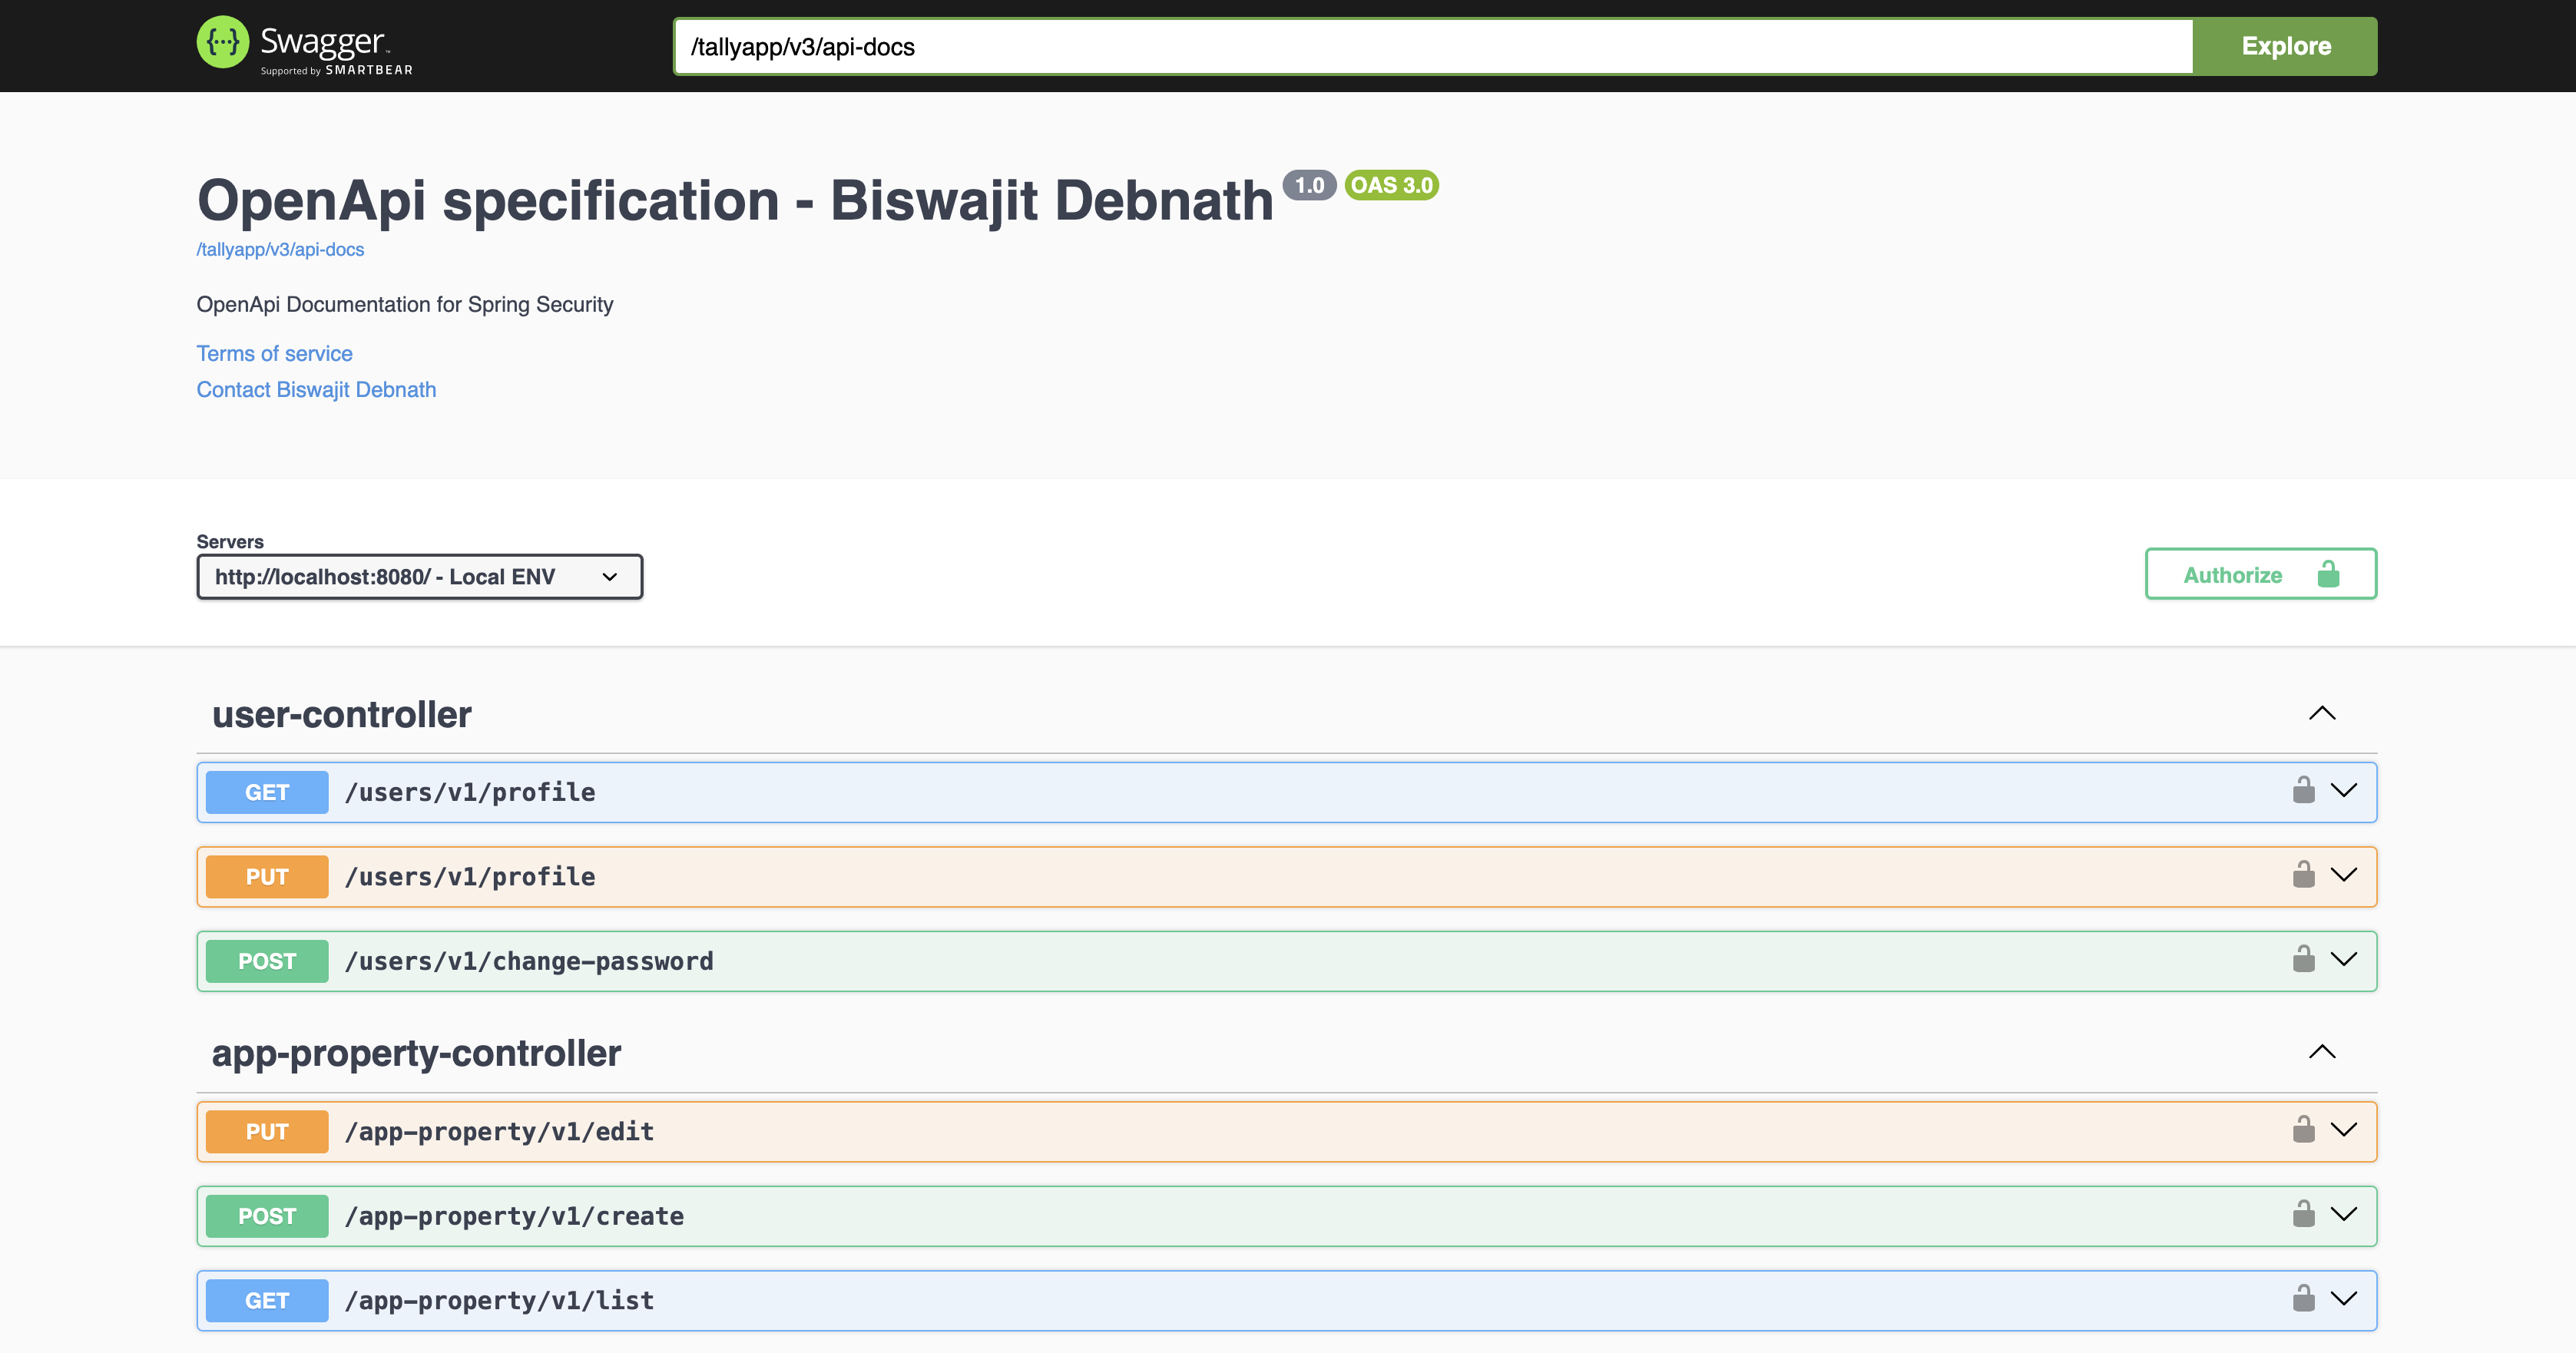 Swagger™
Supported by SMARTBEAR
/tallyapp/v3/api-docs
Explore
OpenApi specification - Biswajit Debnath 1.0 OAS 3.0
/tallyapp/v3/api-docs
OpenApi Documentation for Spring Security
Terms of service
Contact Biswajit Debnath
Servers
http://localhost:8080/ - Local ENV
Authorize
user-controller
GET /users/v1/profile
PUT /users/v1/profile
POST /users/v1/change-password
app-property-controller
PUT /app-property/v1/edit
POST /app-property/v1/create
GET /app-property/v1/list